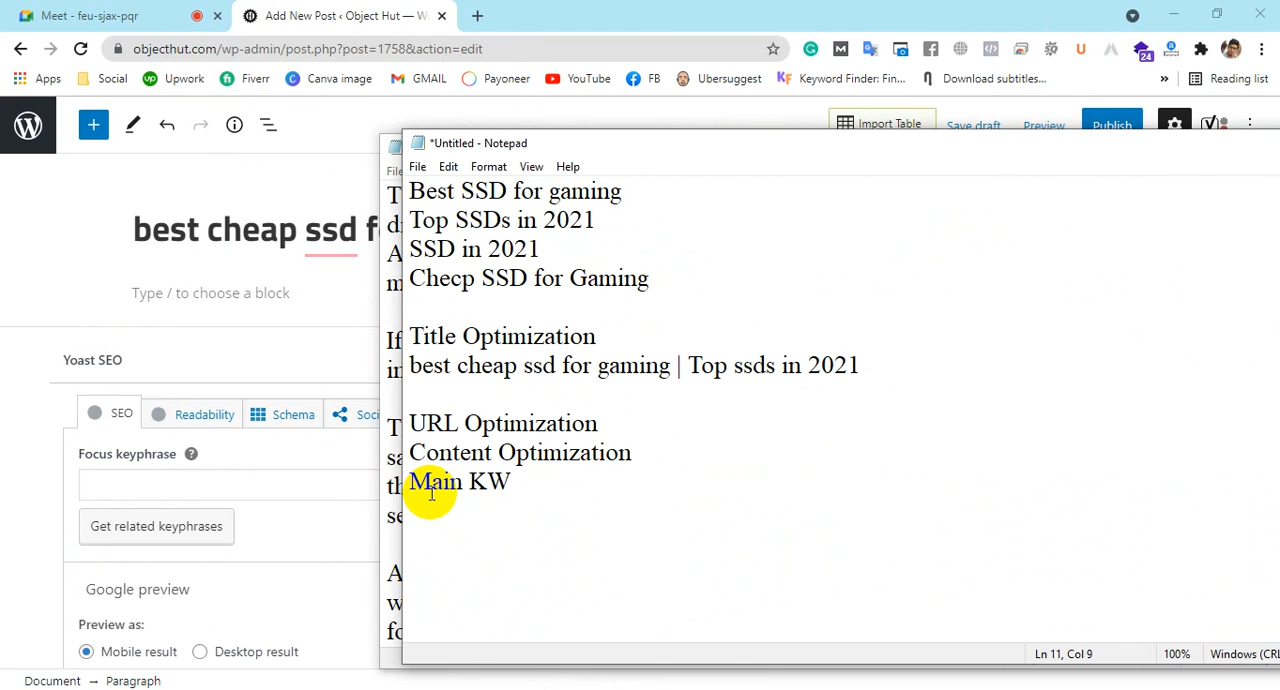 Meet - feu-sjax-pqr
Add New Post ‹ Object Hut — W
objecthut.com/wp-admin/post.php?post=1758&action=edit
24
Apps
Social
Upwork
Fiverr
Canva image
GMAIL
Payoneer
YouTube
FB
Ubersuggest
Keyword Finder: Fin...
Download subtitles...
»
Reading list
Import Table
Save draft
Preview
Publish
*Untitled - Notepad
File Edit Format View Help
best cheap ssd f
Type / to choose a block
Best SSD for gaming
Top SSDs in 2021
SSD in 2021
Checp SSD for Gaming
Title Optimization
best cheap ssd for gaming | Top ssds in 2021
URL Optimization
Content Optimization
Main KW
Yoast SEO
SEO
Readability
Schema
Soci
Focus keyphrase
Get related keyphrases
Google preview
Preview as:
Mobile result
Desktop result
Ln 11, Col 9
100%
Windows (CRL
Document → Paragraph